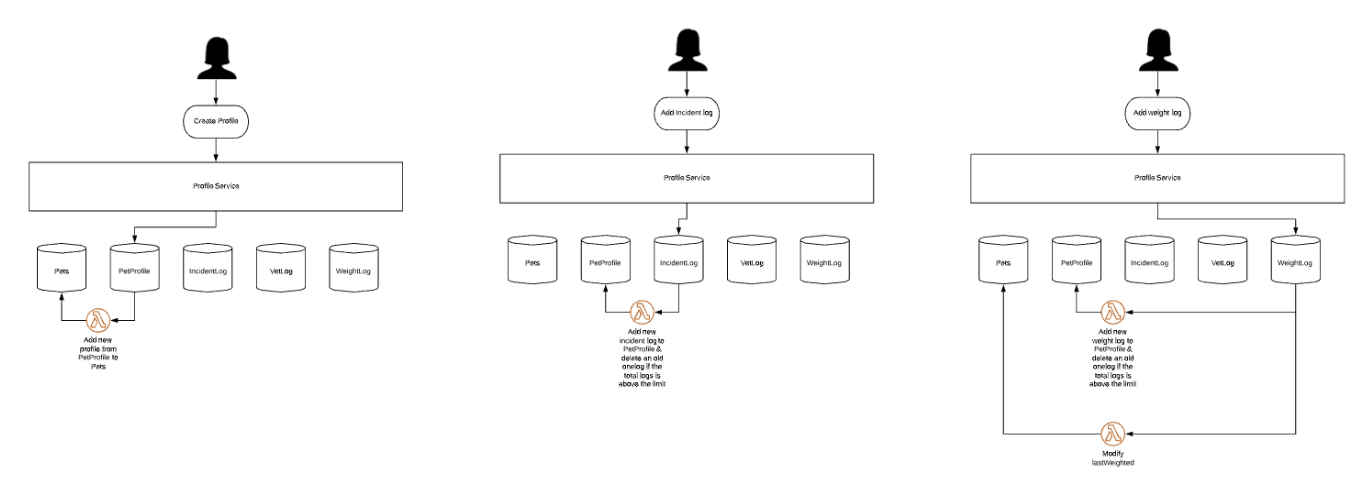 Create Profile
Profile Service
Pets
PetProfile
IncidentLog
VetLog
WeightLog
Add new
profile from
PetProfile to
Pets
Add Incident log
Profile Service
Pets
PetProfile
IncidentLog
VetLog
WeightLog
Add new
incident log to
PetProfile &
delete an old
onelog if the
total logs is
above the limit
Add weight log
Profile Service
Pets
PetProfile
IncidentLog
VetLog
WeightLog
Add new
weight log to
PetProfile &
delete an old
onelog if the
total logs is
above the limit
Modify
lastWeighted